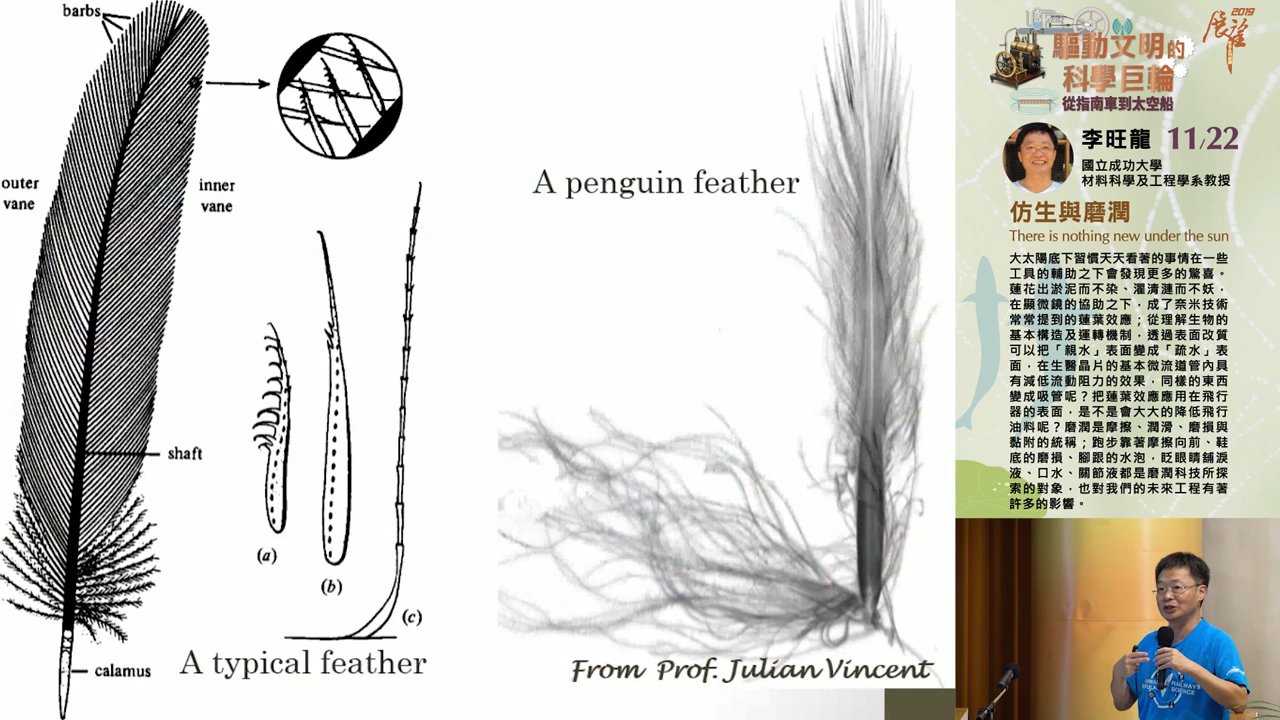 barbs
outer
vane
inner
vane
shaft
calamus
(a)
(b)
(c)
A typical feather
A penguin feather
From Prof. Julian Vincent
2019
展望
驅動文明的
科學巨輪
從指南車到太空船
李旺龍 11/22
國立成功大學
材料科學及工程學系教授
仿生與磨潤
There is nothing new under the sun
大太陽底下習慣天天看著的事情在一些
工具的輔助之下會發現更多的驚喜。
蓮花出淤泥而不染、濯清漣而不妖，
在顯微鏡的協助之下，成了奈米技術
常常提到的蓮葉效應；從理解生物的
基本構造及運轉機制，透過表面改質
可以把「親水」表面變成「疏水」表
面，在生醫晶片的基本微流道管內具
有減低流動阻力的效果，同樣的東西
變成吸管呢？把蓮葉效應應用在飛行
器的表面，是不是會大大的降低飛行
油料呢？磨潤是摩擦、潤滑、磨損與
黏附的統稱；跑步靠著摩擦向前、鞋
底的磨損、腳跟的水泡，眨眼睛舖淚
液、口水、關節液都是磨潤科技所探
索的對象，也對我們的未來工程有著
許多的影響。
RAILWAYS
SCIENCE